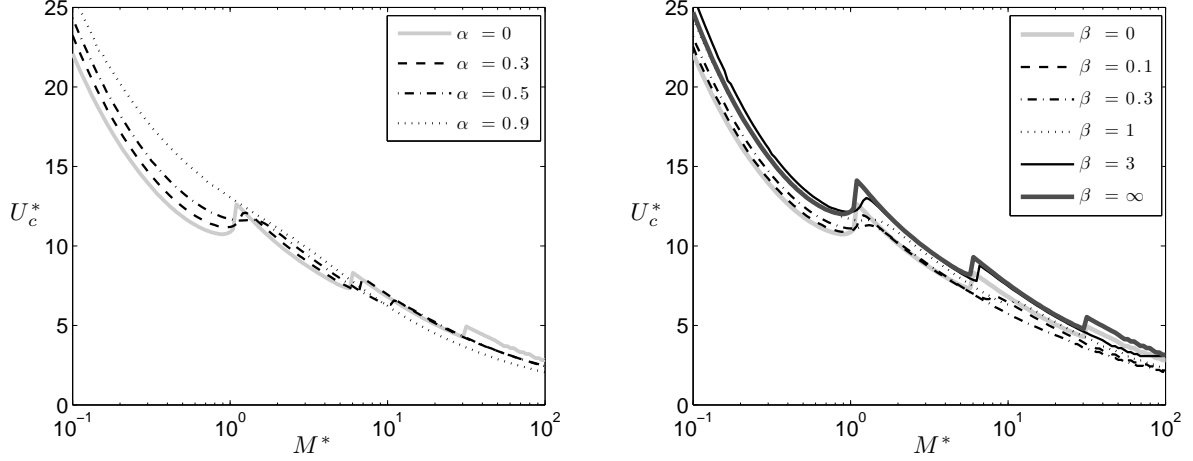 25
20
15
10
5
0
U_c^*
10^{-1}
10^0
10^1
10^2
M^*
α = 0
α = 0.3
α = 0.5
α = 0.9
25
20
15
10
5
0
U_c^*
10^{-1}
10^0
10^1
10^2
M^*
β = 0
β = 0.1
β = 0.3
β = 1
β = 3
β = ∞